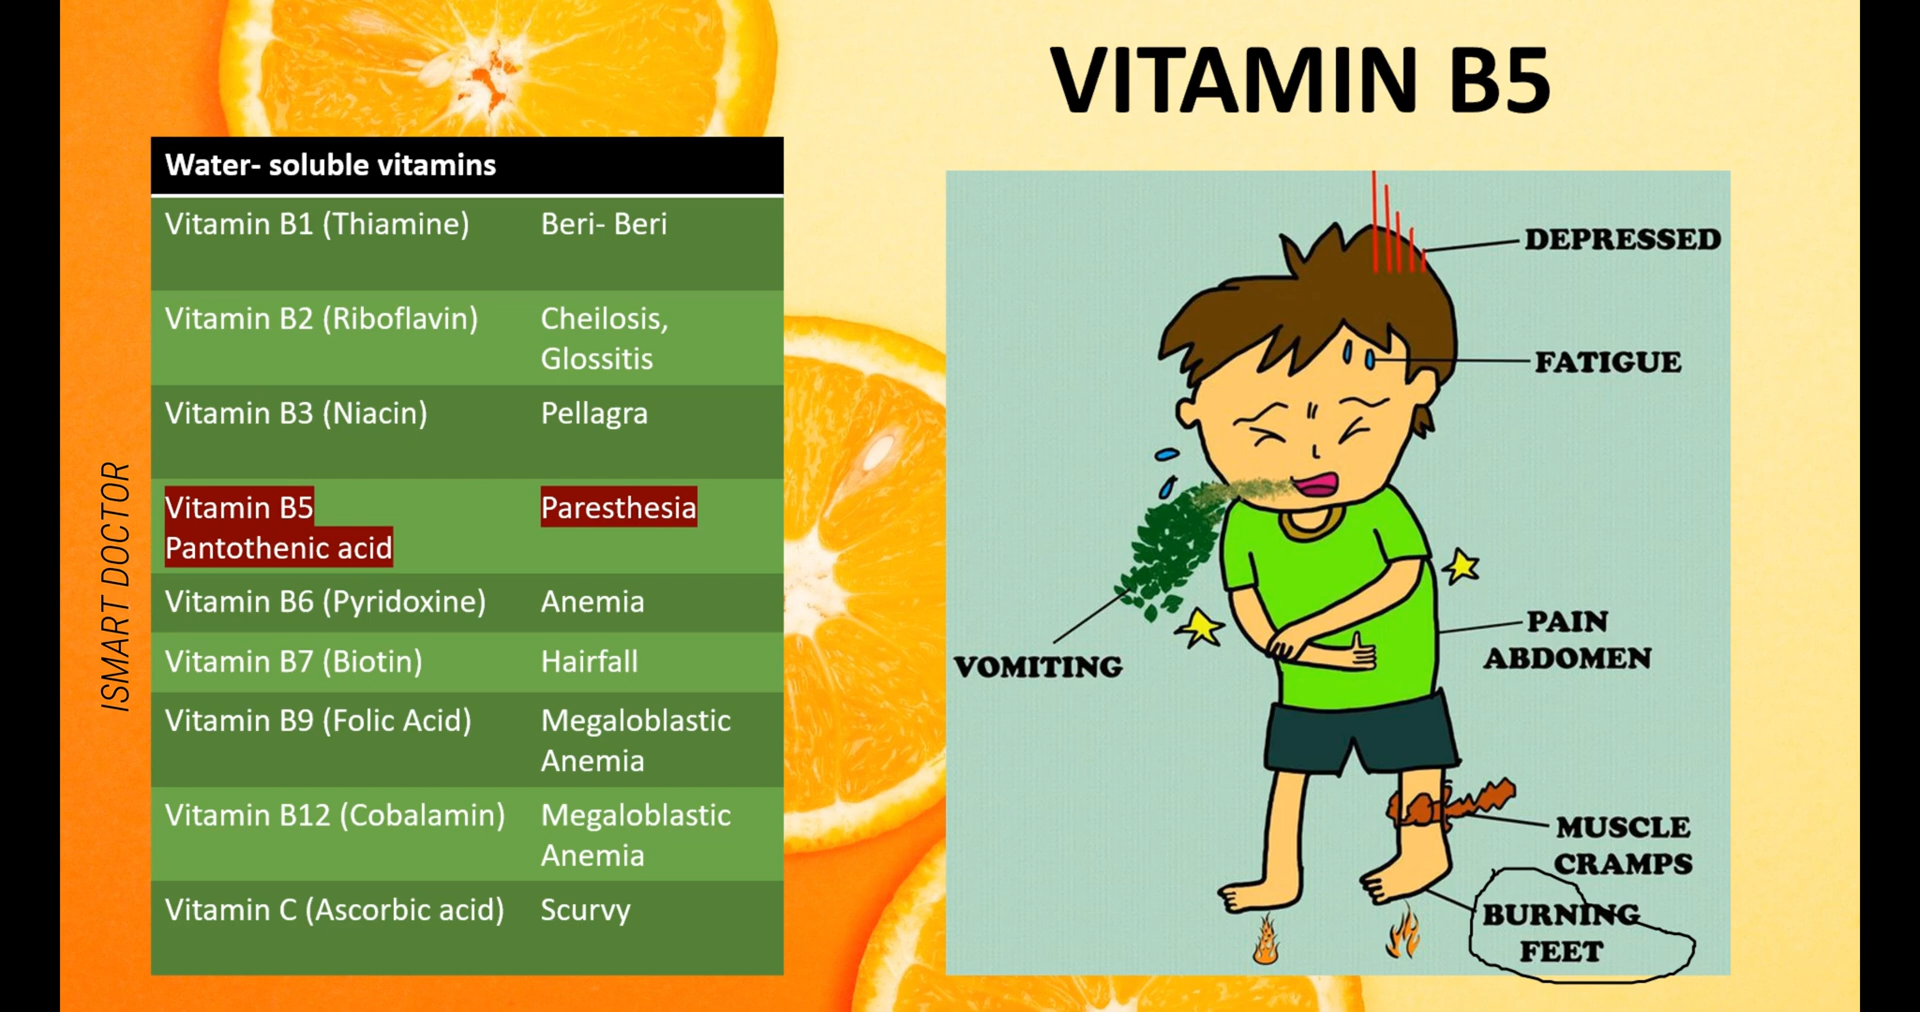 VITAMIN B5
Water- soluble vitamins
Vitamin B1 (Thiamine) Beri- Beri
Vitamin B2 (Riboflavin) Cheilosis,
Glossitis
Vitamin B3 (Niacin) Pellagra
Vitamin B5 Paresthesia
Pantothenic acid
Vitamin B6 (Pyridoxine) Anemia
Vitamin B7 (Biotin) Hairfall
Vitamin B9 (Folic Acid) Megaloblastic
Anemia
Vitamin B12 (Cobalamin) Megaloblastic
Anemia
Vitamin C (Ascorbic acid) Scurvy
ISMART DOCTOR
DEPRESSED
FATIGUE
VOMITING
PAIN
ABDOMEN
MUSCLE
CRAMPS
BURNING
FEET